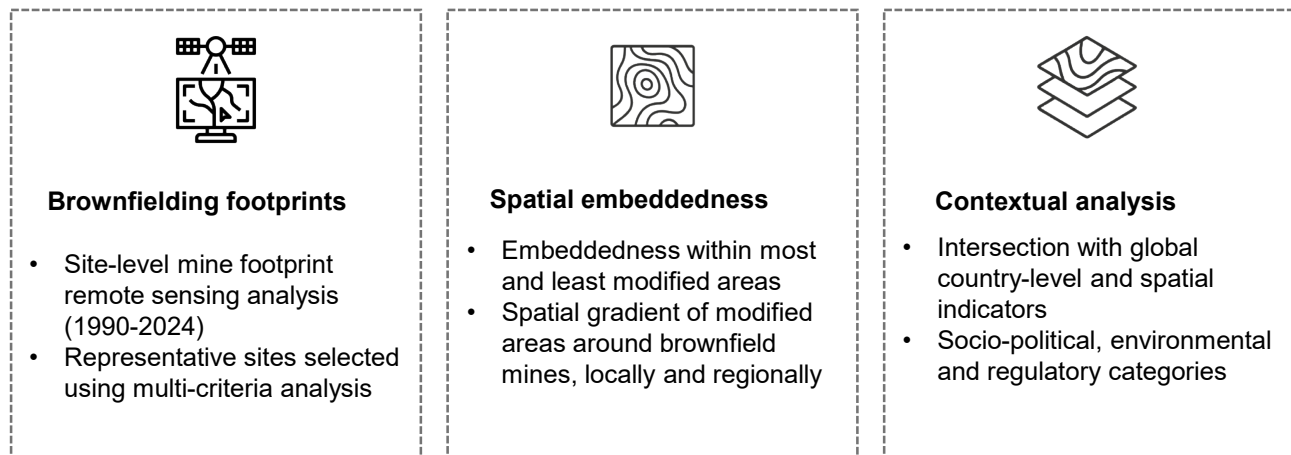 Brownfielding footprints
• Site-level mine footprint
remote sensing analysis
(1990-2024)
• Representative sites selected
using multi-criteria analysis
Spatial embeddedness
• Embeddedness within most
and least modified areas
• Spatial gradient of modified
areas around brownfield
mines, locally and regionally
Contextual analysis
• Intersection with global
country-level and spatial
indicators
• Socio-political, environmental
and regulatory categories